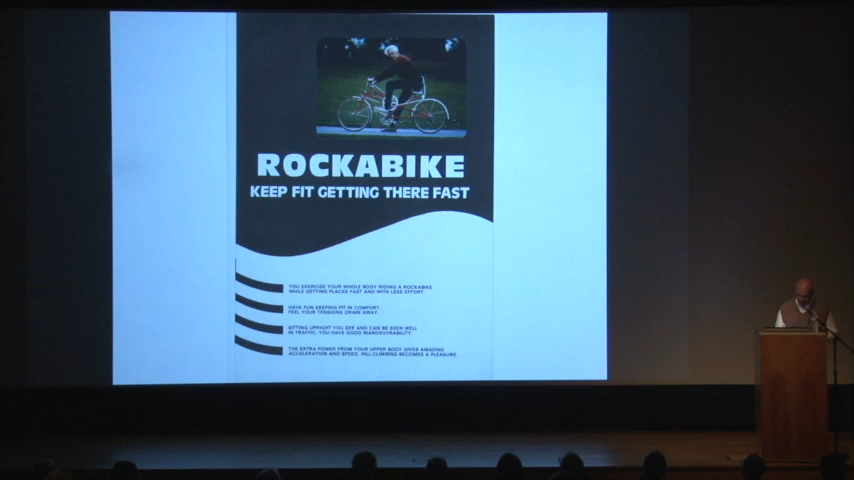 ROCKABIKE
KEEP FIT GETTING THERE FAST
YOU EXERCISE YOUR WHOLE BODY RIDING A ROCKABIKE
WHILE GETTING PLACES FAST AND WITH LESS EFFORT.
HAVE FUN KEEPING FIT IN COMFORT.
FEEL YOUR TENSIONS DRAIN AWAY.
SITTING UPRIGHT YOU SEE AND CAN BE SEEN WELL
IN TRAFFIC. YOU HAVE GOOD MANOEUVRABILITY.
THE EXTRA POWER FROM YOUR UPPER BODY GIVES AMAZING
ACCELERATION AND SPEED. HILL-CLIMBING BECOMES A PLEASURE.